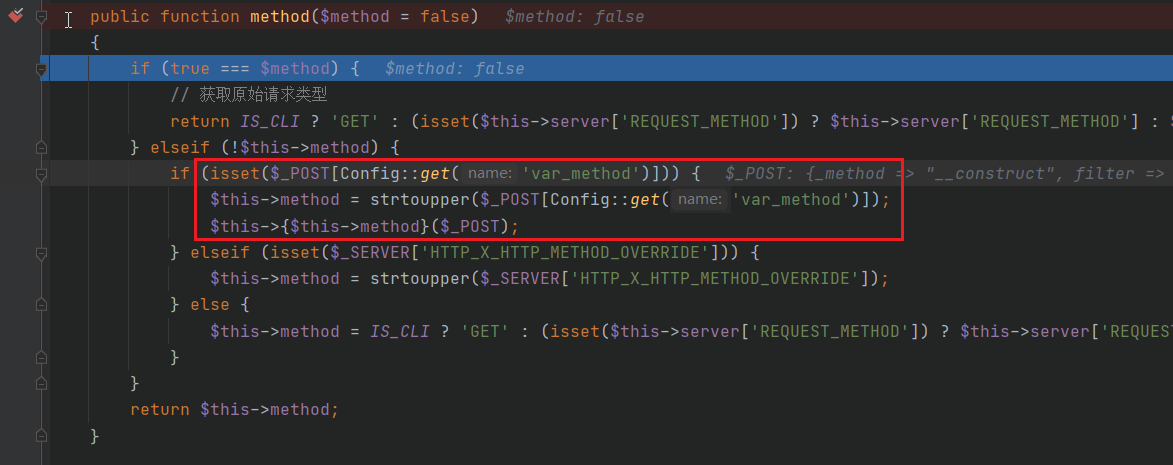 public function method($method = false)   $method: false
{
if (true === $method) {   $method: false
// 获取原始请求类型
return IS_CLI ? 'GET' : (isset($this->server['REQUEST_METHOD']) ? $this->server['REQUEST_METHOD'] :
} elseif (!$this->method) {
if (isset($_POST[Config::get( name: 'var_method')])) {   $_POST: {_method => "__construct", filter =>
$this->method = strtoupper($_POST[Config::get( name: 'var_method')]);
$this->{$this->method}($_POST);
} elseif (isset($_SERVER['HTTP_X_HTTP_METHOD_OVERRIDE'])) {
$this->method = strtoupper($_SERVER['HTTP_X_HTTP_METHOD_OVERRIDE']);
} else {
$this->method = IS_CLI ? 'GET' : (isset($this->server['REQUEST_METHOD']) ? $this->server['REQUEST
}
}
return $this->method;
}